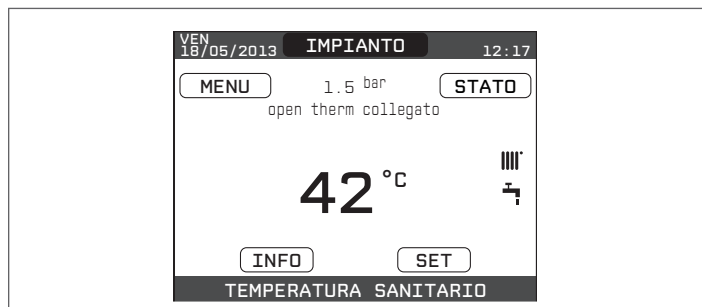 VEN
18/05/2013 IMPIANTO 12:17
MENU 1.5 bar STATO
open therm collegato
42 °C
INFO SET
TEMPERATURA SANITARIO